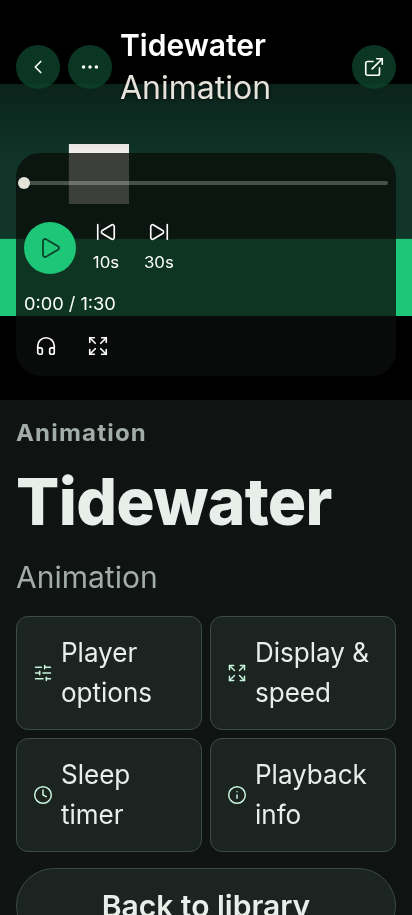 Tidewater
Animation
10s
30s
0:00 / 1:30
Animation
Tidewater
Animation
Player
options
Display &
speed
Sleep
timer
Playback
info
Back to library